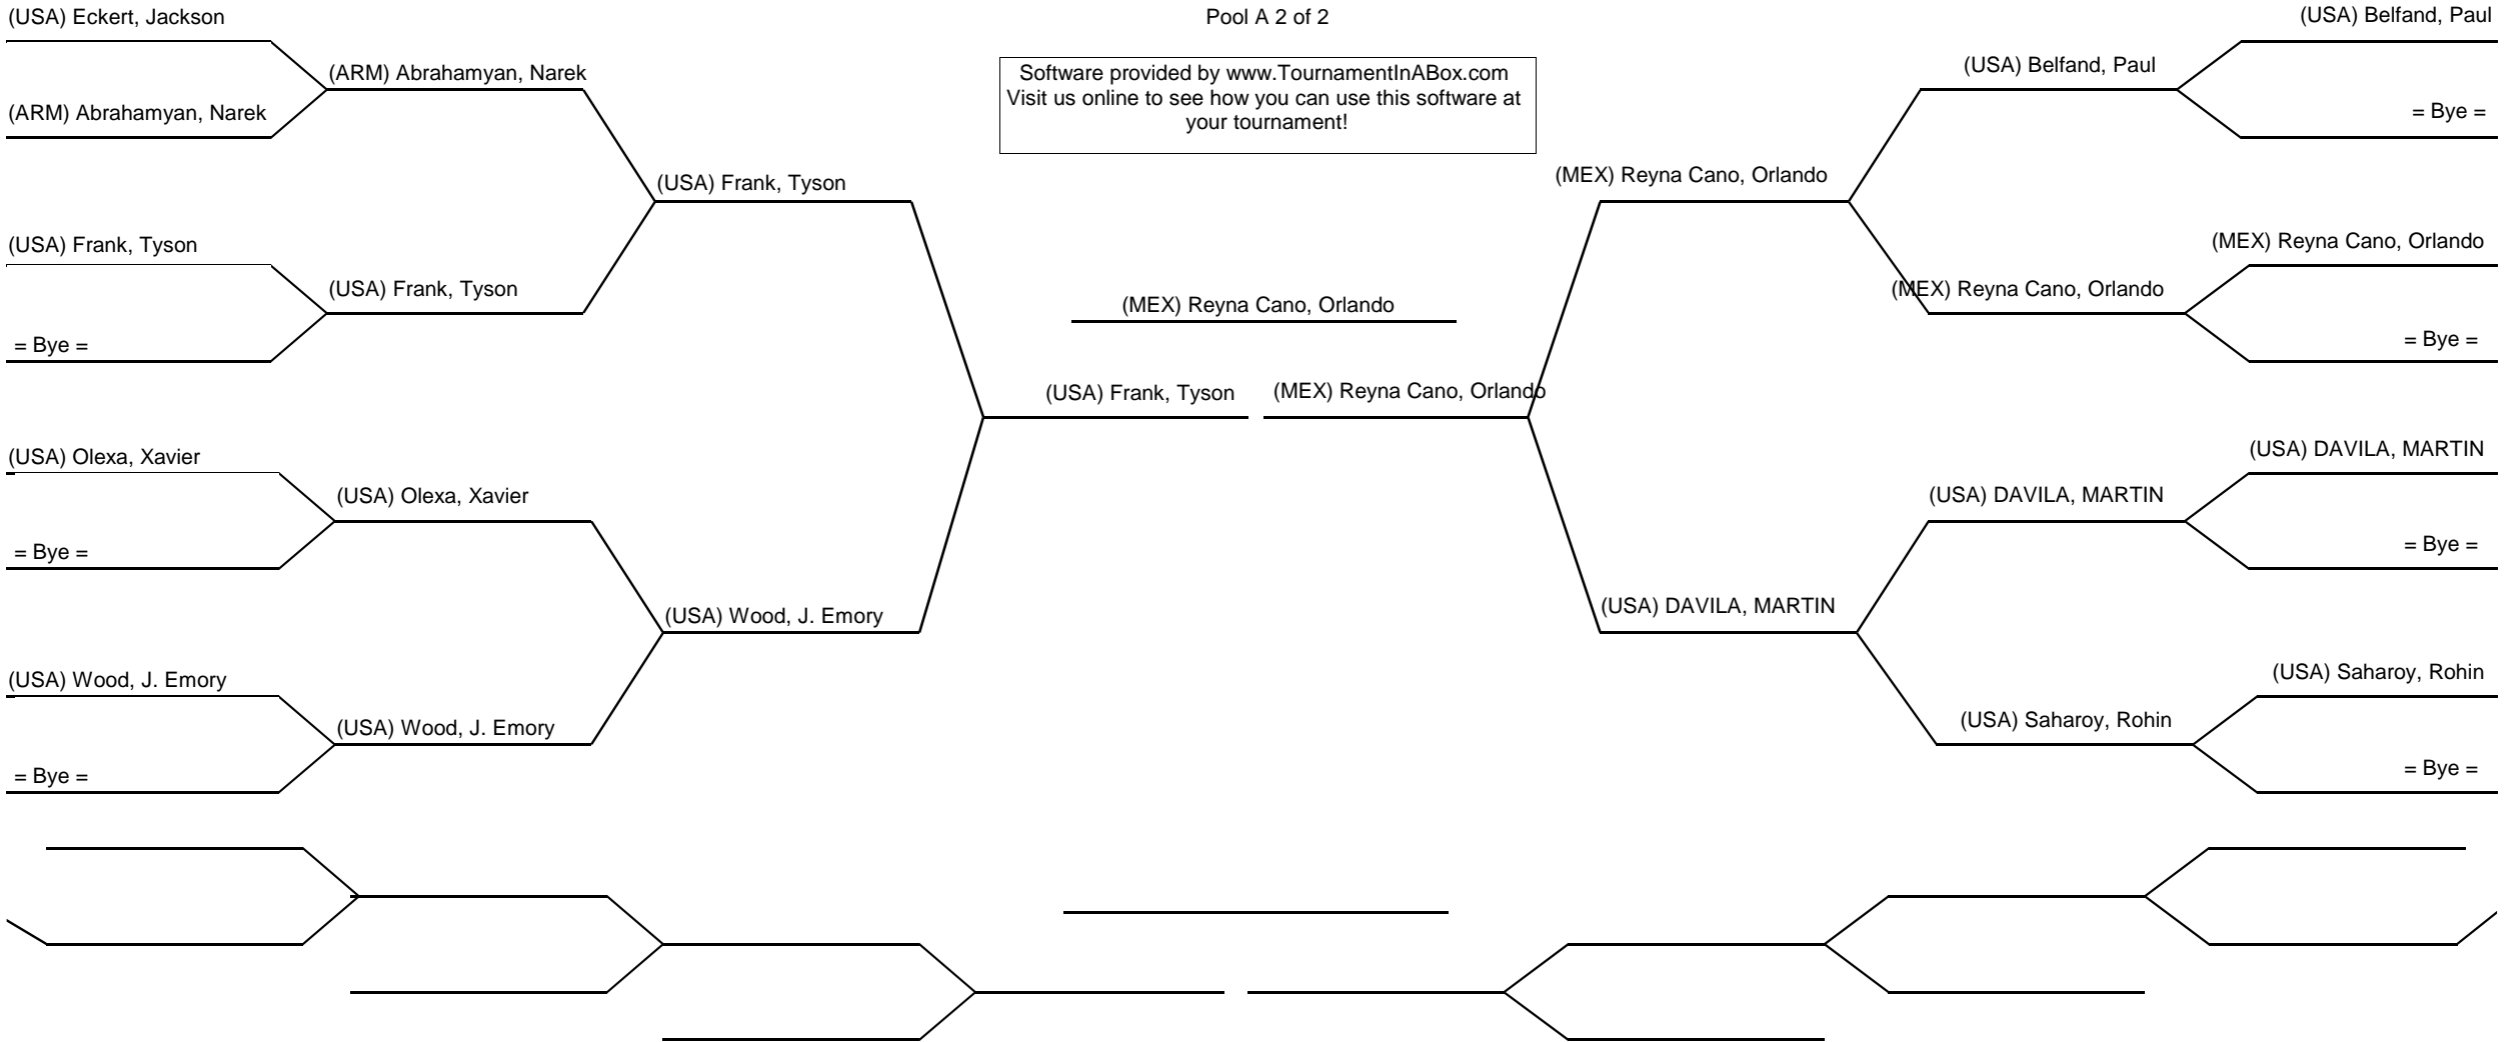 (USA) Eckert, Jackson
Pool A 2 of 2
(USA) Belfand, Paul
Software provided by www.TournamentInABox.com
Visit us online to see how you can use this software at
your tournament!
(ARM) Abrahamyan, Narek
(USA) Belfand, Paul
(ARM) Abrahamyan, Narek
= Bye =
(USA) Frank, Tyson
(MEX) Reyna Cano, Orlando
(USA) Frank, Tyson
(MEX) Reyna Cano, Orlando
(USA) Frank, Tyson
(MEX) Reyna Cano, Orlando
(MEX) Reyna Cano, Orlando
= Bye =
= Bye =
(USA) Frank, Tyson
(MEX) Reyna Cano, Orlando
(USA) Olexa, Xavier
(USA) DAVILA, MARTIN
(USA) Olexa, Xavier
(USA) DAVILA, MARTIN
= Bye =
= Bye =
(USA) Wood, J. Emory
(USA) DAVILA, MARTIN
(USA) Wood, J. Emory
(USA) Saharoy, Rohin
(USA) Wood, J. Emory
(USA) Saharoy, Rohin
= Bye =
= Bye =